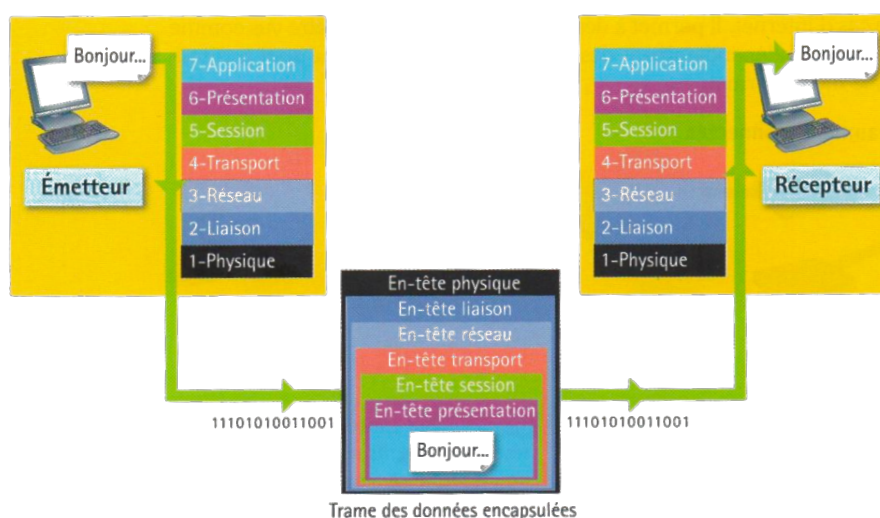 Bonjour...
7-Application
6-Présentation
5-Session
4-Transport
3-Réseau
2-Liaison
1-Physique
Émetteur
7-Application
6-Présentation
5-Session
4-Transport
3-Réseau
2-Liaison
1-Physique
Bonjour...
Récepteur
En-tête physique
En-tête liaison
En-tête réseau
En-tête transport
En-tête session
En-tête présentation
Bonjour...
11101010011001
11101010011001
Trame des données encapsulées